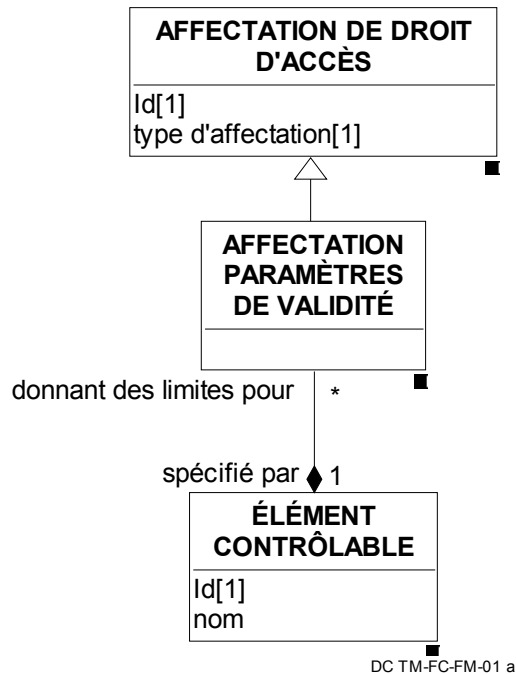 AFFECTATION DE DROIT
D'ACCÈS
Id[1]
type d'affectation[1]
AFFECTATION
PARAMÈTRES
DE VALIDITÉ
donnant des limites pour *
spécifié par 1
ÉLÉMENT
CONTRÔLABLE
Id[1]
nom
DC TM-FC-FM-01 a